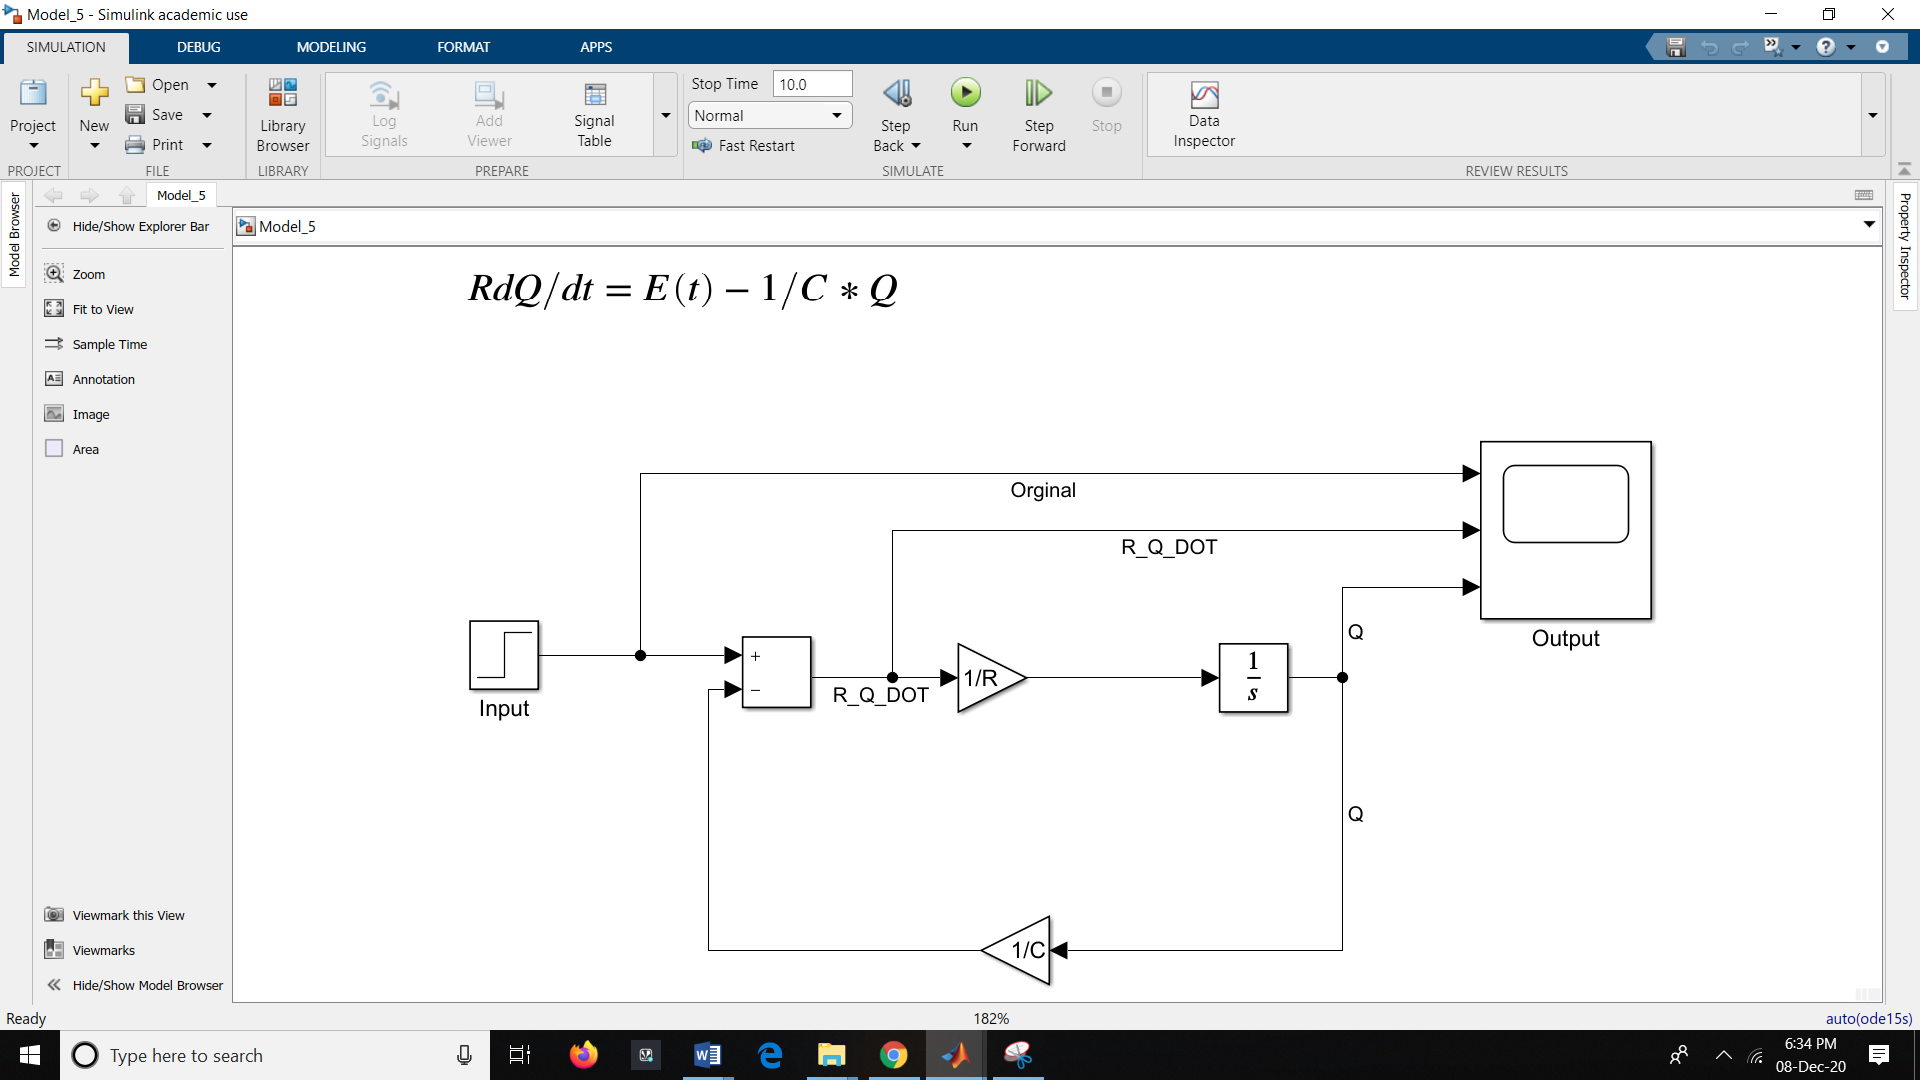 Model_5 - Simulink academic use
SIMULATION DEBUG MODELING FORMAT APPS
Project
PROJECT
New
Open
Save
Print
FILE
Library
Browser
LIBRARY
Log
Signals
Add
Viewer
Signal
Table
PREPARE
Stop Time 10.0
Normal
Fast Restart
Step
Back
Run
Step
Forward
Stop
SIMULATE
Data
Inspector
REVIEW RESULTS
Model Browser
Model_5
Hide/Show Explorer Bar
Model_5
Zoom
Fit to View
Sample Time
Annotation
Image
Area
Viewmark this View
Viewmarks
Hide/Show Model Browser
Property Inspector
RdQ/dt = E(t) − 1/C ∗ Q
Orginal
R_Q_DOT
Q
Output
Input
+
−
R_Q_DOT
1/R
1
s
Q
1/C
Ready
182%
auto(ode15s)
Type here to search
6:34 PM
08-Dec-20